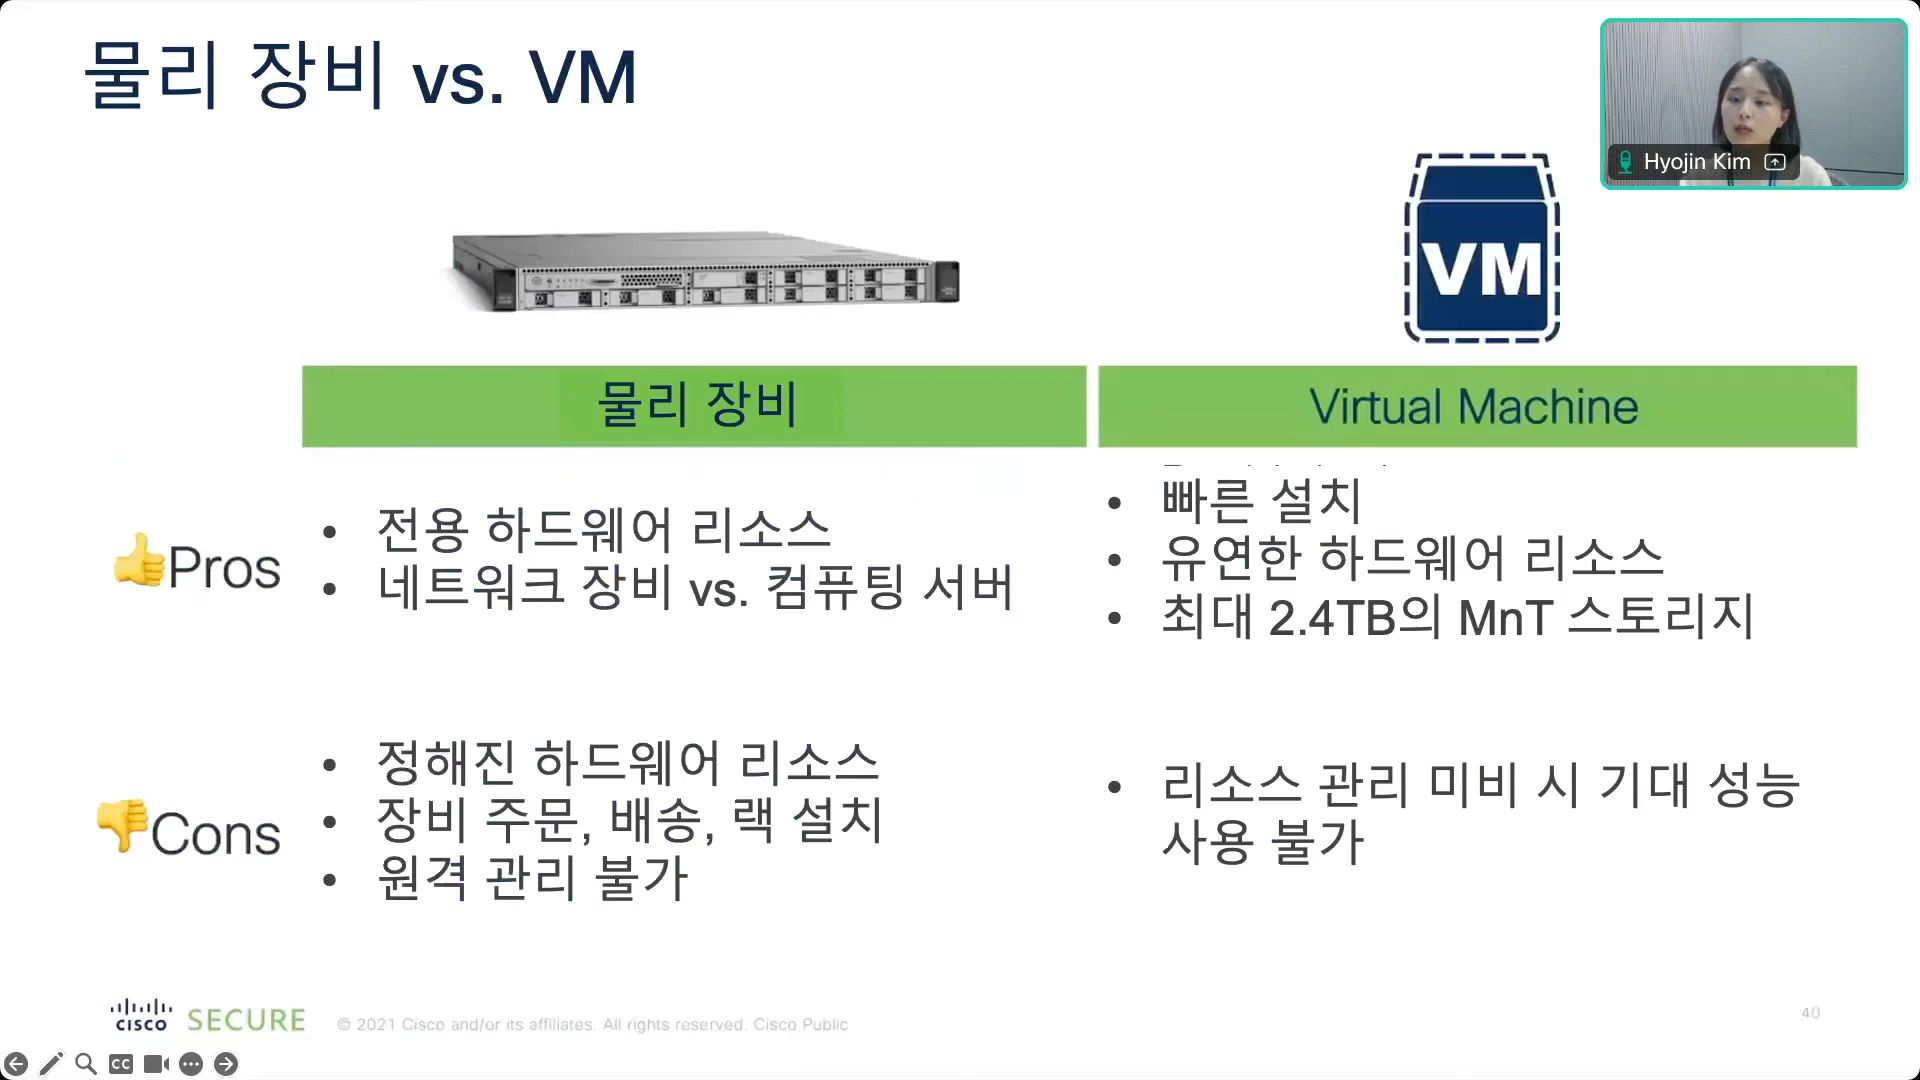 물리 장비 vs. VM
Hyojin Kim
VM
물리 장비
Virtual Machine
Pros
• 전용 하드웨어 리소스
• 네트워크 장비 vs. 컴퓨팅 서버
• 빠른 설치
• 유연한 하드웨어 리소스
• 최대 2.4TB의 MnT 스토리지
Cons
• 정해진 하드웨어 리소스
• 장비 주문, 배송, 랙 설치
• 원격 관리 불가
• 리소스 관리 미비 시 기대 성능
사용 불가
CISCO SECURE © 2021 Cisco and/or its affiliates. All rights reserved. Cisco Public
40
CC